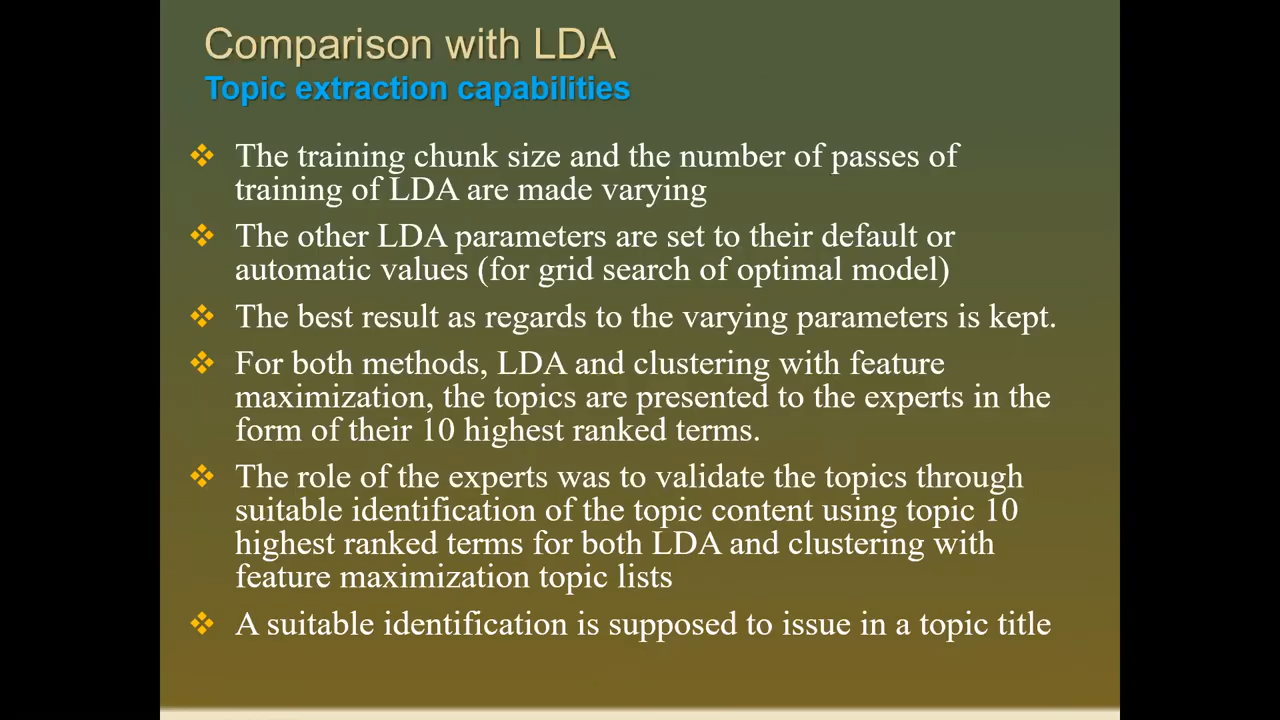 Comparison with LDA
Topic extraction capabilities
The training chunk size and the number of passes of
training of LDA are made varying
The other LDA parameters are set to their default or
automatic values (for grid search of optimal model)
The best result as regards to the varying parameters is kept.
For both methods, LDA and clustering with feature
maximization, the topics are presented to the experts in the
form of their 10 highest ranked terms.
The role of the experts was to validate the topics through
suitable identification of the topic content using topic 10
highest ranked terms for both LDA and clustering with
feature maximization topic lists
A suitable identification is supposed to issue in a topic title